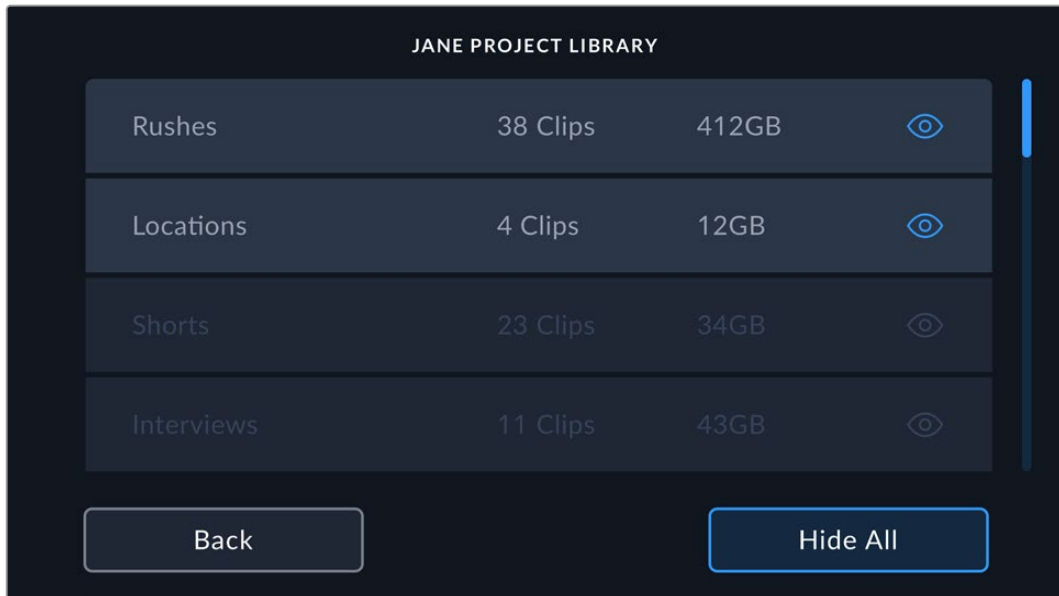 JANE PROJECT LIBRARY
Rushes 38 Clips 412GB
Locations 4 Clips 12GB
Shorts 23 Clips 34GB
Interviews 11 Clips 43GB
Back Hide All